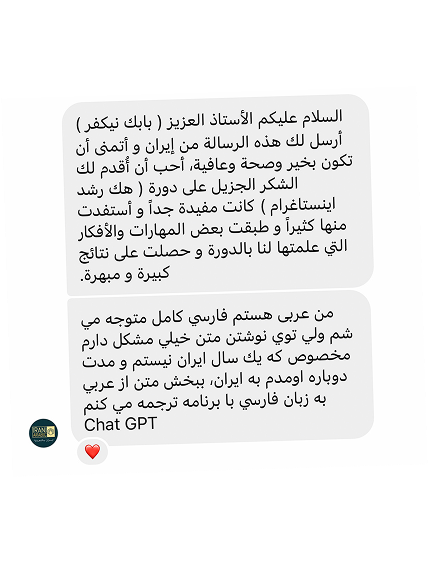 السلام عليكم الأستاذ العزيز ( بابك نيكفر )
أرسل لك هذه الرسالة من إيران و أتمنى أن
تكون بخير وصحة وعافية، أحب أن أُقدم لك
الشكر الجزيل على دورة ( هك رشد
اينستاغرام ) كانت مفيدة جداً و أستفدت
منها كثيراً و طبقت بعض المهارات والأفكار
التي علمتها لنا بالدورة و حصلت على نتائج
كبيرة و مبهرة.
من عربی هستم فارسي كامل متوجه مي
شم ولي توي نوشتن متن خيلي مشكل دارم
مخصوص كه يك سال ايران نيستم و مدت
دوباره اومدم به ايران، ببخش متن از عربي
به زبان فارسي با برنامه ترجمه مي كنم
Chat GPT